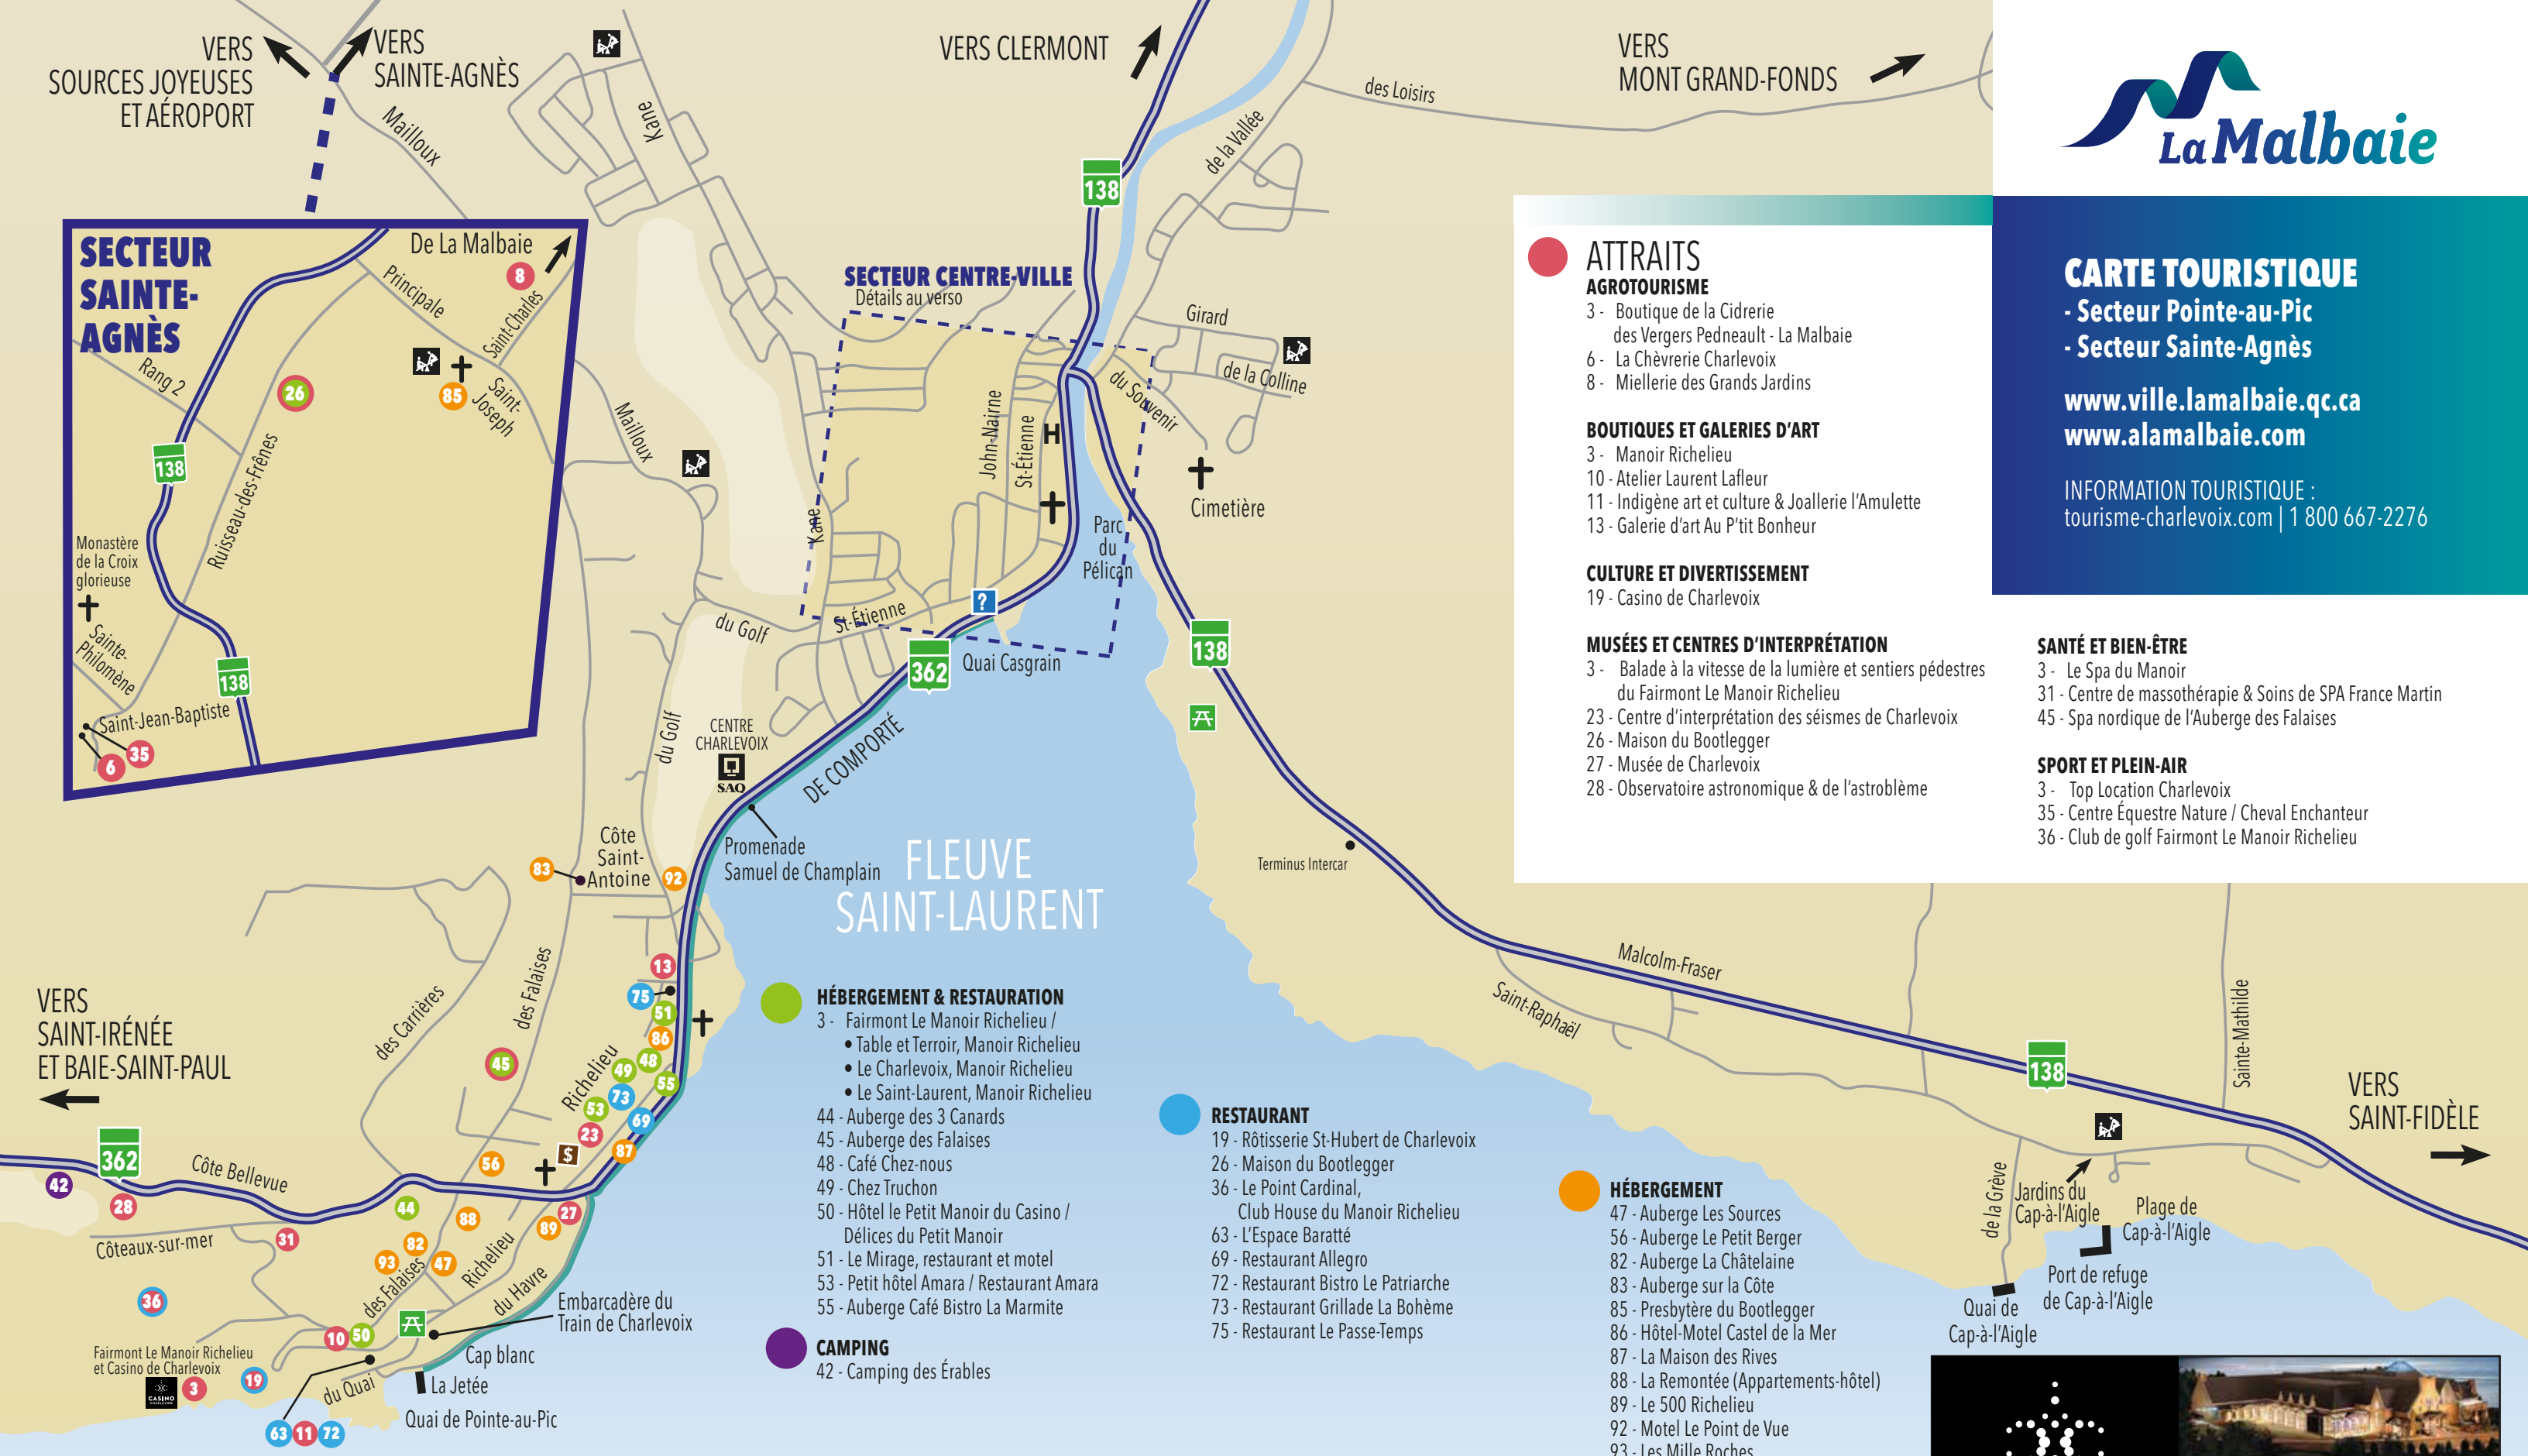 VERS
SOURCES JOYEUSES
ET AÉROPORT
VERS
SAINTE-AGNÈS
Mailloux
Kane
VERS CLERMONT
138
de la Vallée
des Loisirs
VERS
MONT GRAND-FONDS
La Malbaie
CARTE TOURISTIQUE
- Secteur Pointe-au-Pic
- Secteur Sainte-Agnès
www.ville.lamalbaie.qc.ca
www.alamalbaie.com
INFORMATION TOURISTIQUE :
tourisme-charlevoix.com | 1 800 667-2276
SECTEUR
SAINTE-
AGNÈS
De La Malbaie
8
Principale
Saint-Charles
Rang 2
26
85
Saint-
Joseph
138
Ruisseau-des-Frênes
Monastère
de la Croix
glorieuse
Sainte-
Philomène
138
Saint-Jean-Baptiste
35
6
SECTEUR CENTRE-VILLE
Détails au verso
Girard
de la Colline
du Souvenir
John-Nairne
St-Étienne
H
Mailloux
Kane
Cimetière
Parc
du
Pélican
?
St-Étienne
du Golf
362
Quai Casgrain
138
du Golf
CENTRE
CHARLEVOIX
SAQ
DE COMPORTÉ
Promenade
Samuel de Champlain
FLEUVE
SAINT-LAURENT
Terminus Intercar
Côte
Saint-
Antoine
83
92
ATTRAITS
AGROTOURISME
3 - Boutique de la Cidrerie
des Vergers Pedneault - La Malbaie
6 - La Chèvrerie Charlevoix
8 - Miellerie des Grands Jardins
BOUTIQUES ET GALERIES D'ART
3 - Manoir Richelieu
10 - Atelier Laurent Lafleur
11 - Indigène art et culture & Joallerie l'Amulette
13 - Galerie d'art Au P'tit Bonheur
CULTURE ET DIVERTISSEMENT
19 - Casino de Charlevoix
MUSÉES ET CENTRES D'INTERPRÉTATION
3 - Balade à la vitesse de la lumière et sentiers pédestres
du Fairmont Le Manoir Richelieu
23 - Centre d'interprétation des séismes de Charlevoix
26 - Maison du Bootlegger
27 - Musée de Charlevoix
28 - Observatoire astronomique & de l'astroblème
SANTÉ ET BIEN-ÊTRE
3 - Le Spa du Manoir
31 - Centre de massothérapie & Soins de SPA France Martin
45 - Spa nordique de l'Auberge des Falaises
SPORT ET PLEIN-AIR
3 - Top Location Charlevoix
35 - Centre Équestre Nature / Cheval Enchanteur
36 - Club de golf Fairmont Le Manoir Richelieu
VERS
SAINT-IRÉNÉE
ET BAIE-SAINT-PAUL
des Carrières
des Falaises
13
75
51
86
48
49
55
45
Richelieu
73
53
69
23
87
$
56
362
42
28
Côte Bellevue
44
88
27
89
31
Côteaux-sur-mer
82
93
47
Richelieu
des Falaises
du Havre
36
10
50
Embarcadère du
Train de Charlevoix
Fairmont Le Manoir Richelieu
et Casino de Charlevoix
CASINO
3
19
du Quai
Cap blanc
La Jetée
Quai de Pointe-au-Pic
63
11
72
HÉBERGEMENT & RESTAURATION
3 - Fairmont Le Manoir Richelieu /
• Table et Terroir, Manoir Richelieu
• Le Charlevoix, Manoir Richelieu
• Le Saint-Laurent, Manoir Richelieu
44 - Auberge des 3 Canards
45 - Auberge des Falaises
48 - Café Chez-nous
49 - Chez Truchon
50 - Hôtel le Petit Manoir du Casino /
Délices du Petit Manoir
51 - Le Mirage, restaurant et motel
53 - Petit hôtel Amara / Restaurant Amara
55 - Auberge Café Bistro La Marmite
CAMPING
42 - Camping des Érables
RESTAURANT
19 - Rôtisserie St-Hubert de Charlevoix
26 - Maison du Bootlegger
36 - Le Point Cardinal,
Club House du Manoir Richelieu
63 - L'Espace Baratté
69 - Restaurant Allegro
72 - Restaurant Bistro Le Patriarche
73 - Restaurant Grillade La Bohème
75 - Restaurant Le Passe-Temps
HÉBERGEMENT
47 - Auberge Les Sources
56 - Auberge Le Petit Berger
82 - Auberge La Châtelaine
83 - Auberge sur la Côte
85 - Presbytère du Bootlegger
86 - Hôtel-Motel Castel de la Mer
87 - La Maison des Rives
88 - La Remontée (Appartements-hôtel)
89 - Le 500 Richelieu
92 - Motel Le Point de Vue
93 - Les Mille Roches
Malcolm-Fraser
Saint-Raphaël
138
Sainte-Mathilde
VERS
SAINT-FIDÈLE
de la Grève
Jardins du
Cap-à-l'Aigle
Plage de
Cap-à-l'Aigle
Port de refuge
de Cap-à-l'Aigle
Quai de
Cap-à-l'Aigle